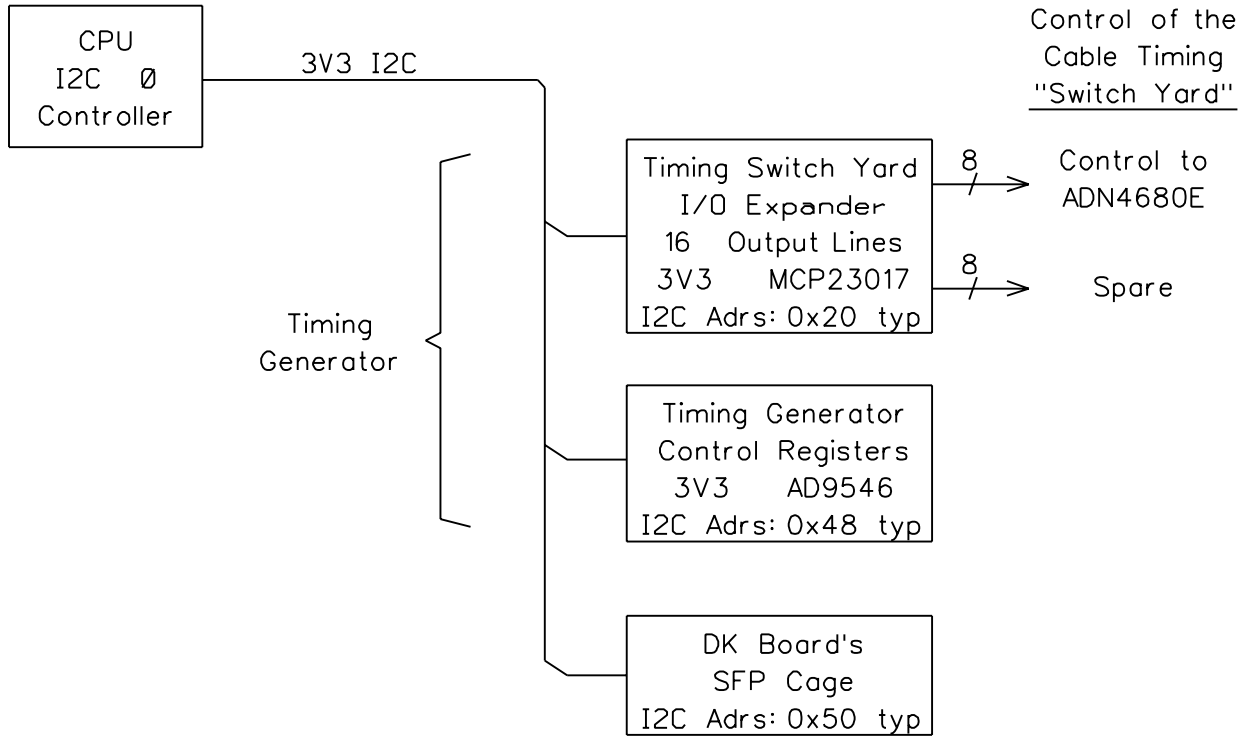 CPU
I2C Ø
Controller
3V3 I2C
Control of the
Cable Timing
"Switch Yard"
Timing Switch Yard
I/O Expander
16 Output Lines
3V3 MCP23017
I2C Adrs: 0x20 typ
8
Control to
ADN4680E
8
Spare
Timing
Generator
Timing Generator
Control Registers
3V3 AD9546
I2C Adrs: 0x48 typ
DK Board's
SFP Cage
I2C Adrs: 0x50 typ